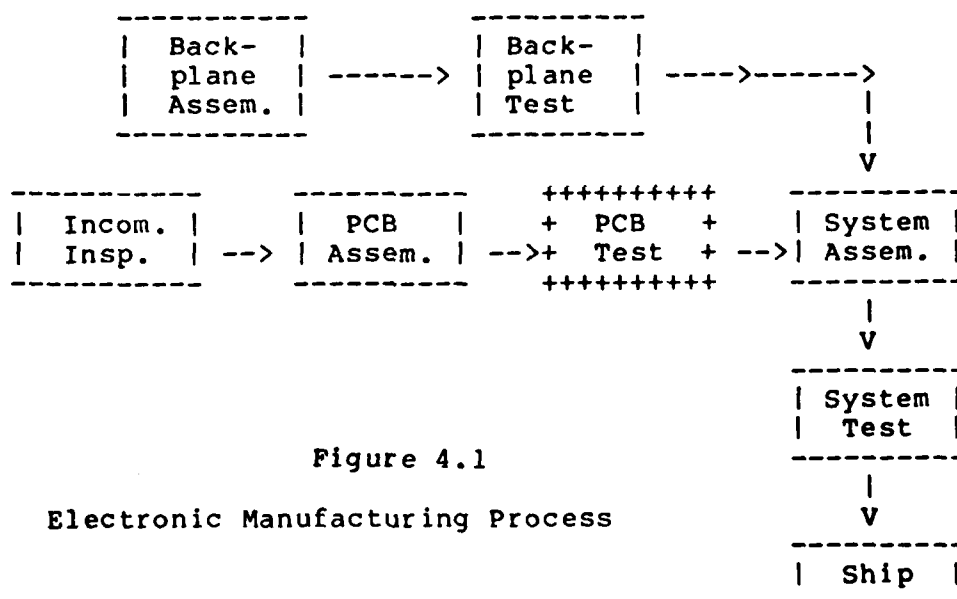 Back- Back-
plane ------> plane ---->------>
Assem. Test
Incom. PCB PCB System
Insp. --> Assem. --> Test --> Assem.
V
V
System
Test
Figure 4.1
Electronic Manufacturing Process
V
Ship